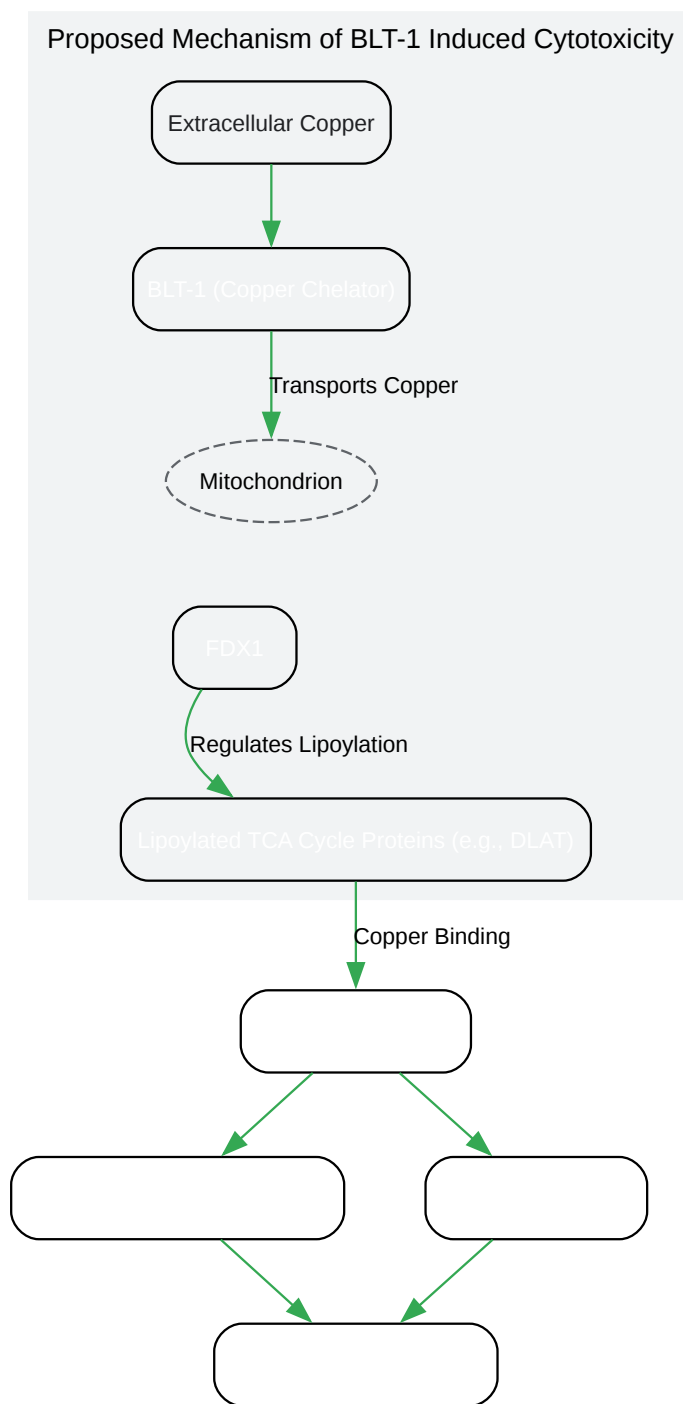 Proposed Mechanism of BLT-1 Induced Cytotoxicity
Extracellular Copper
BLT-1 (Copper Chelator)
Transports Copper
Mitochondrion
FDX1
Regulates Lipoylation
Lipoylated TCA Cycle Proteins (e.g., DLAT)
Copper Binding